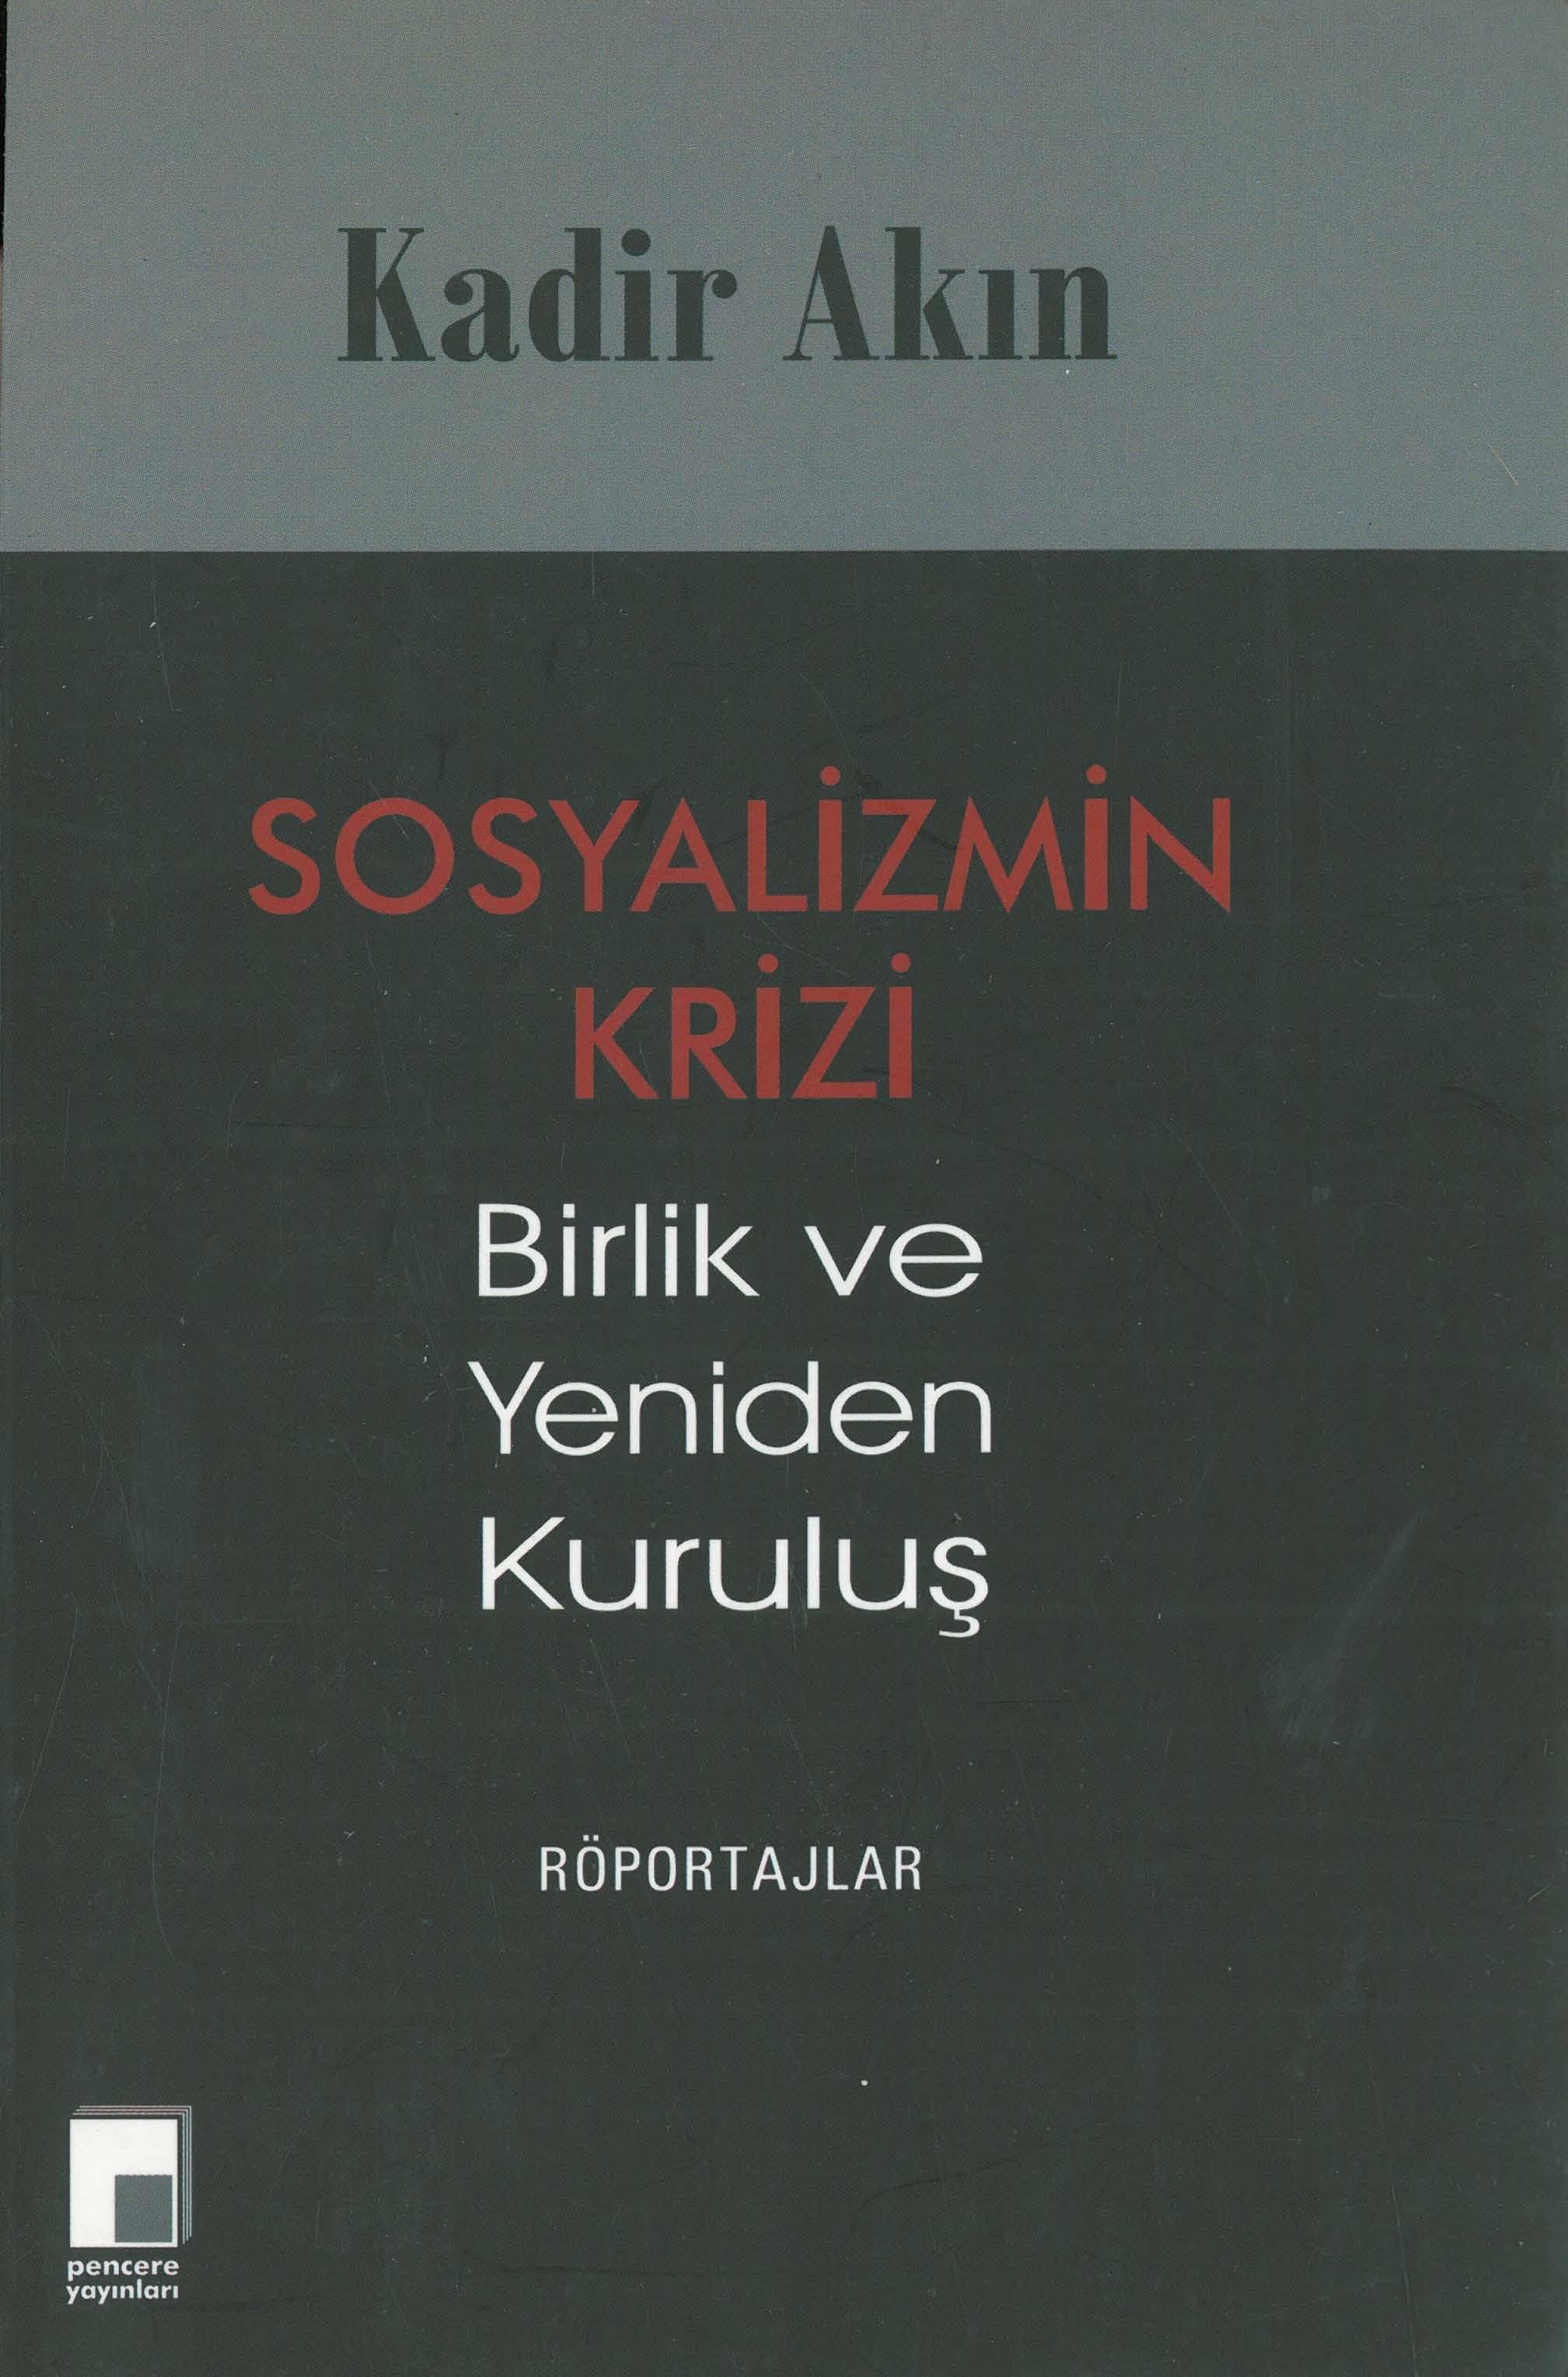 Kadir Akın
SOSYALİZMİN
KRİZİ
Birlik ve
Yeniden
Kuruluş
RÖPORTAJLAR
pencere
yayınları